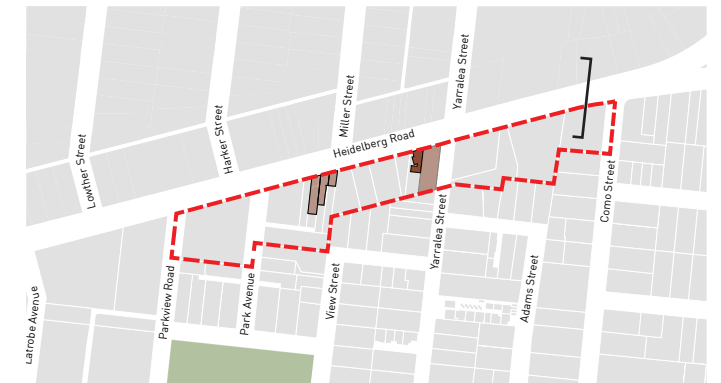 Lowther Street
Harker Street
Miller Street
Yarralea Street
Heidelberg Road
Como Street
Yarralea Street
Adams Street
View Street
Park Avenue
Parkview Road
Latrobe Avenue